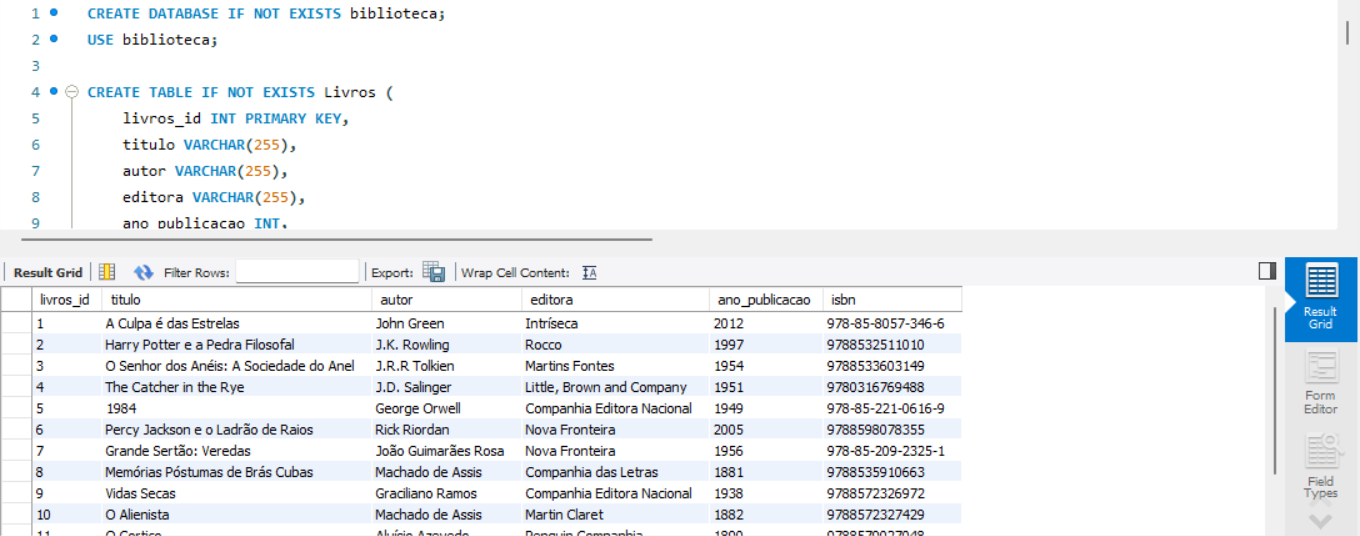 1 CREATE DATABASE IF NOT EXISTS biblioteca;
2 USE biblioteca;
3
4 CREATE TABLE IF NOT EXISTS Livros (
5 livros_id INT PRIMARY KEY,
6 titulo VARCHAR(255),
7 autor VARCHAR(255),
8 editora VARCHAR(255),
9 ano_publicacao INT,
Result Grid Filter Rows: Export: Wrap Cell Content: IA
livros_id titulo autor editora ano_publicacao isbn
1 A Culpa é das Estrelas John Green Intríseca 2012 978-85-8057-346-6
2 Harry Potter e a Pedra Filosofal J.K. Rowling Rocco 1997 9788532511010
3 O Senhor dos Anéis: A Sociedade do Anel J.R.R Tolkien Martins Fontes 1954 9788533603149
4 The Catcher in the Rye J.D. Salinger Little, Brown and Company 1951 9780316769488
5 1984 George Orwell Companhia Editora Nacional 1949 978-85-221-0616-9
6 Percy Jackson e o Ladrão de Raios Rick Riordan Nova Fronteira 2005 9788598078355
7 Grande Sertão: Veredas João Guimarães Rosa Nova Fronteira 1956 978-85-209-2325-1
8 Memórias Póstumas de Brás Cubas Machado de Assis Companhia das Letras 1881 9788535910663
9 Vidas Secas Graciliano Ramos Companhia Editora Nacional 1938 9788572326972
10 O Alienista Machado de Assis Martin Claret 1882 9788572327429
11 O Cortiço Aluísio Azevedo Penguin Companhia 1890
Result
Grid
Form
Editor
Field
Types